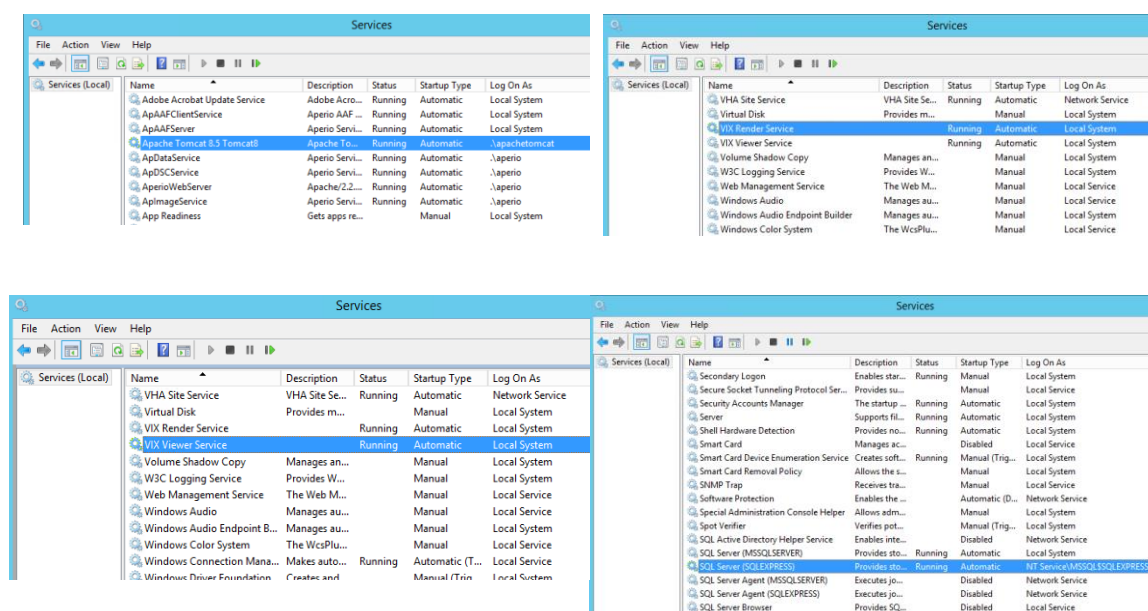 Services
File Action View Help
Services (Local)
Name Description Status Startup Type Log On As
Adobe Acrobat Update Service Adobe Acro... Running Automatic Local System
ApAAFClientService Aperio AAF ... Running Automatic Local System
ApAAFServer Aperio Servi... Running Automatic Local System
Apache Tomcat 8.5 Tomcat8 Apache To... Running Automatic .\apachetomcat
ApDataService Aperio Servi... Running Automatic .\aperio
ApDSCService Aperio Servi... Running Automatic .\aperio
AperioWebServer Apache/2.2.... Running Automatic .\aperio
ApImageService Aperio Servi... Running Automatic .\aperio
App Readiness Gets apps re... Manual Local System
Services
File Action View Help
Services (Local)
Name Description Status Startup Type Log On As
VHA Site Service VHA Site Se... Running Automatic Network Service
Virtual Disk Provides m... Manual Local System
VIX Render Service Running Automatic Local System
VIX Viewer Service Running Automatic Local System
Volume Shadow Copy Manages an... Manual Local System
W3C Logging Service Provides W... Manual Local System
Web Management Service The Web M... Manual Local Service
Windows Audio Manages au... Manual Local Service
Windows Audio Endpoint Builder Manages au... Manual Local System
Windows Color System The WcsPlu... Manual Local Service
Services
File Action View Help
Services (Local)
Name Description Status Startup Type Log On As
VHA Site Service VHA Site Se... Running Automatic Network Service
Virtual Disk Provides m... Manual Local System
VIX Render Service Running Automatic Local System
VIX Viewer Service Running Automatic Local System
Volume Shadow Copy Manages an... Manual Local System
W3C Logging Service Provides W... Manual Local System
Web Management Service The Web M... Manual Local Service
Windows Audio Manages au... Manual Local Service
Windows Audio Endpoint B... Manages au... Manual Local System
Windows Color System The WcsPlu... Manual Local Service
Windows Connection Mana... Makes auto... Running Automatic (T... Local Service
Windows Driver Foundation Creates and Manual (Trig Local System
Services
File Action View Help
Services (Local)
Name Description Status Startup Type Log On As
Secondary Logon Enables star... Running Manual Local System
Secure Socket Tunneling Protocol Ser... Provides su... Manual Local Service
Security Accounts Manager The startup ... Running Automatic Local System
Server Supports fil... Running Automatic Local System
Shell Hardware Detection Provides no... Running Automatic Local System
Smart Card Manages ac... Disabled Local Service
Smart Card Device Enumeration Service Creates soft... Running Manual (Trig... Local System
Smart Card Removal Policy Allows the s... Manual Local System
SNMP Trap Receives tra... Manual Local Service
Software Protection Enables the ... Automatic (D... Network Service
Special Administration Console Helper Allows adm... Manual Local System
Spot Verifier Verifies pot... Manual (Trig... Local System
SQL Active Directory Helper Service Enables inte... Disabled Network Service
SQL Server (MSSQLSERVER) Provides sto... Running Automatic Local System
SQL Server (SQLEXPRESS) Provides sto... Running Automatic NT Service\MSSQL$SQLEXPRESS
SQL Server Agent (MSSQLSERVER) Executes jo... Disabled Network Service
SQL Server Agent (SQLEXPRESS) Executes jo... Disabled Network Service
SQL Server Browser Provides SQ... Disabled Local Service